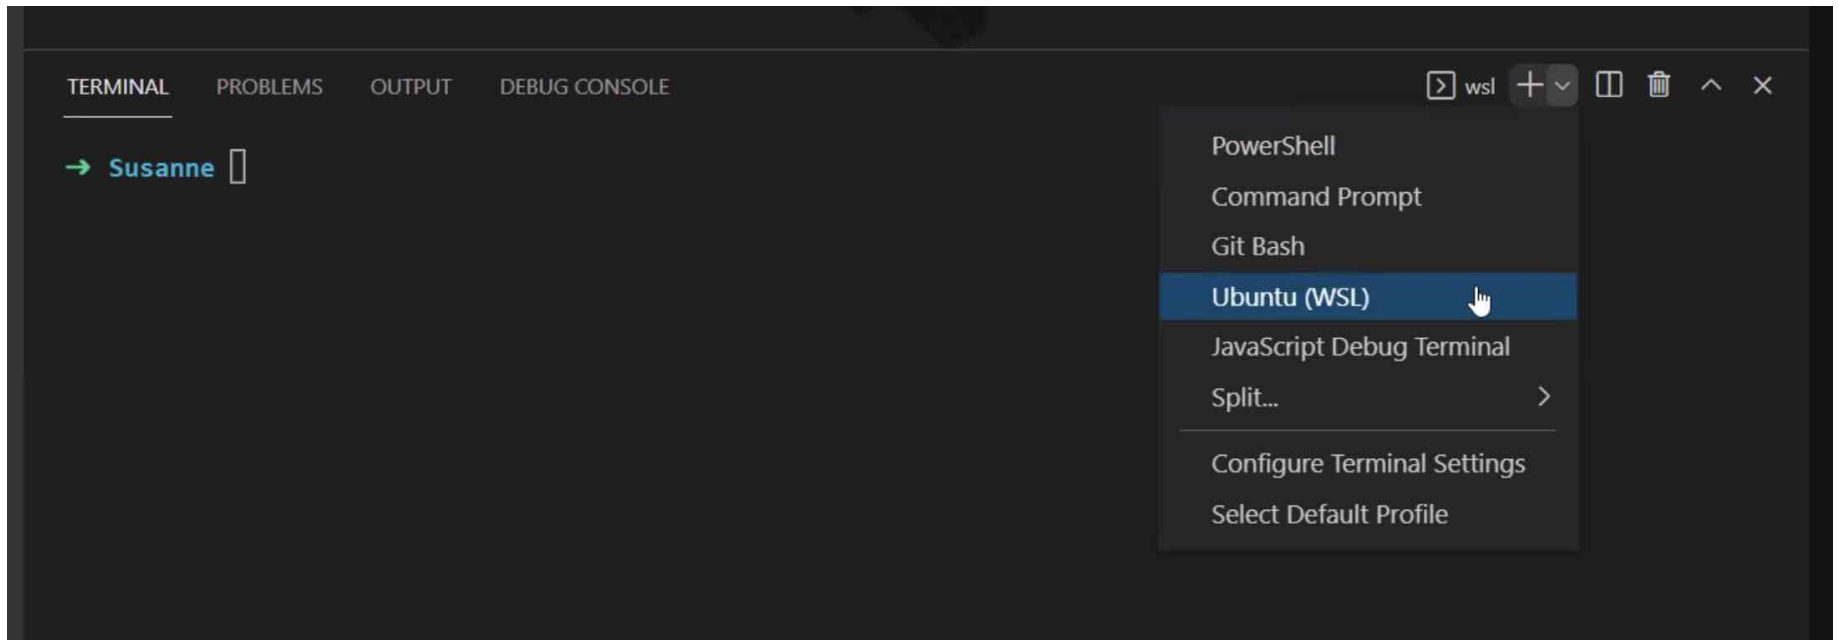 TERMINAL PROBLEMS OUTPUT DEBUG CONSOLE wsl
➜ Susanne
PowerShell
Command Prompt
Git Bash
Ubuntu (WSL)
JavaScript Debug Terminal
Split...
Configure Terminal Settings
Select Default Profile